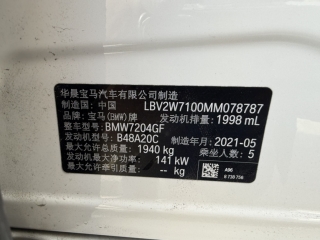 华晨宝马汽车有限公司制造
制造国：中国 LBV2W7100MM078787
品牌：宝马(BMW)牌 发动机排量：1998 mL
整车型号：BMW7204GF
发动机型号：B48A20C 制造年月：2021-05
最大允许总质量：1940 kg 乘坐人数：5
发动机最大净功率：141 kW
最大允许牵引质量：-- kg